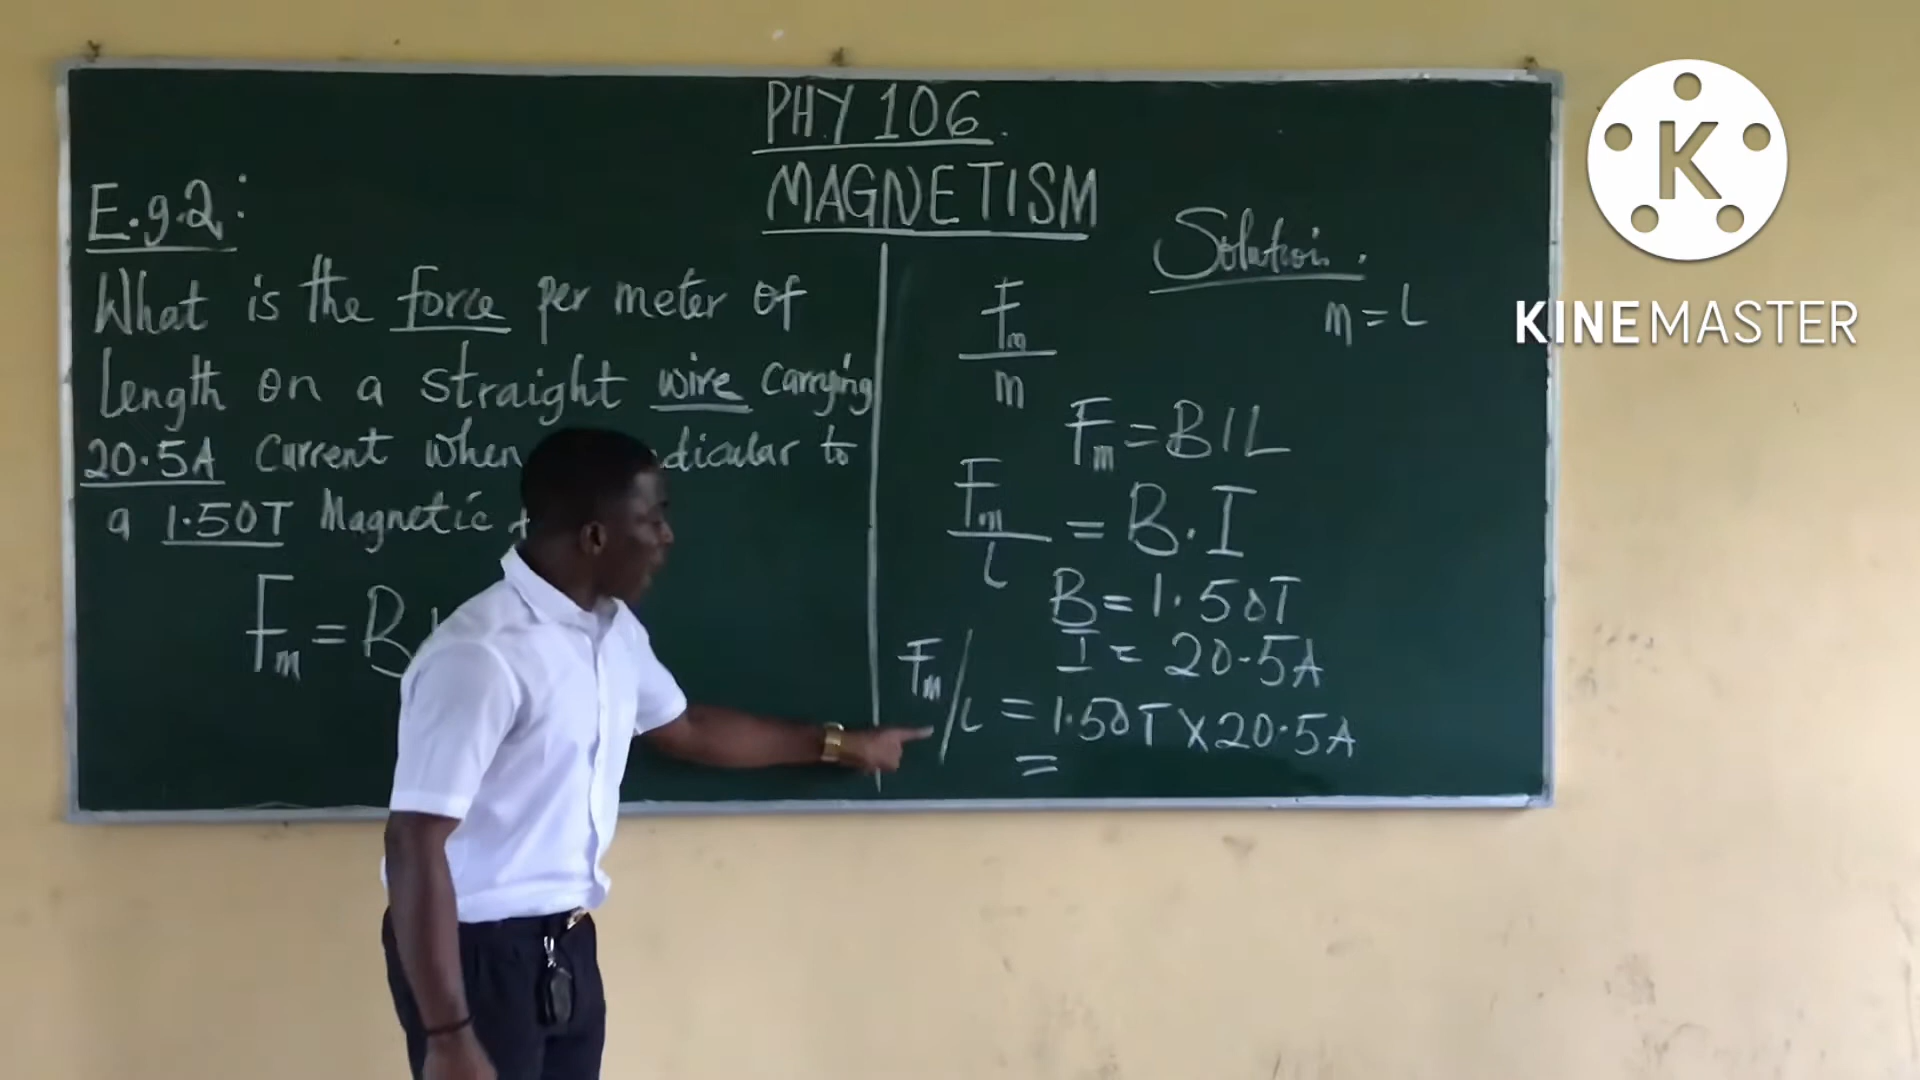 PHY 106
MAGNETISM
E.g.2:
What is the force per meter of
length on a straight wire carrying
20.5A Current when dicular to
a 1.50T Magnetic
Fm = B
Solution.
m = L
Fm
m
Fm = BIL
Fm
L
= B.I
B = 1.50T
I = 20.5A
Fm/L = 1.50T X 20.5A
=
K
KINEMASTER